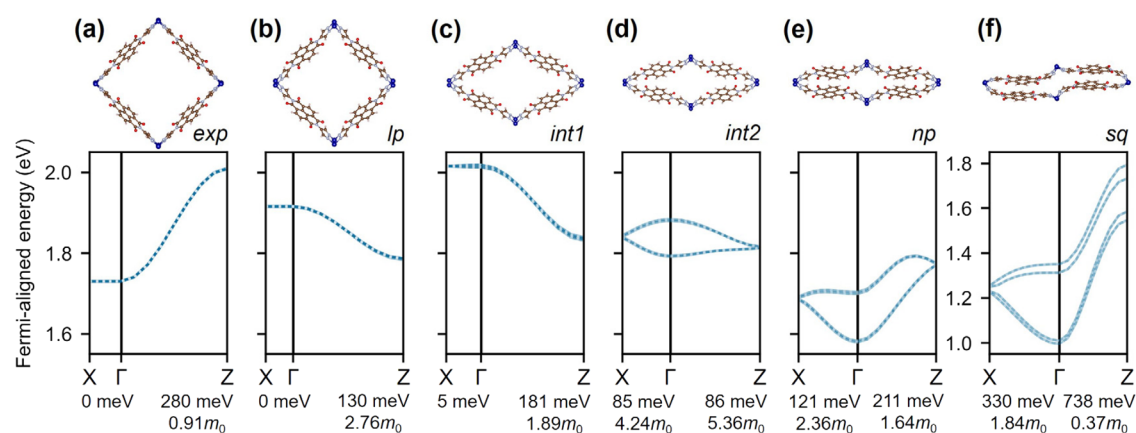 (a) (b) (c) (d) (e) (f)
exp lp int1 int2 np sq
Fermi-aligned energy (eV)
2.0
1.8
1.6
1.8
1.6
1.4
1.2
1.0
X Γ Z X Γ Z X Γ Z X Γ Z X Γ Z X Γ Z
0 meV 280 meV 0 meV 130 meV 5 meV 181 meV 85 meV 86 meV 121 meV 211 meV 330 meV 738 meV
0.91m₀ 2.76m₀ 1.89m₀ 4.24m₀ 5.36m₀ 2.36m₀ 1.64m₀ 1.84m₀ 0.37m₀